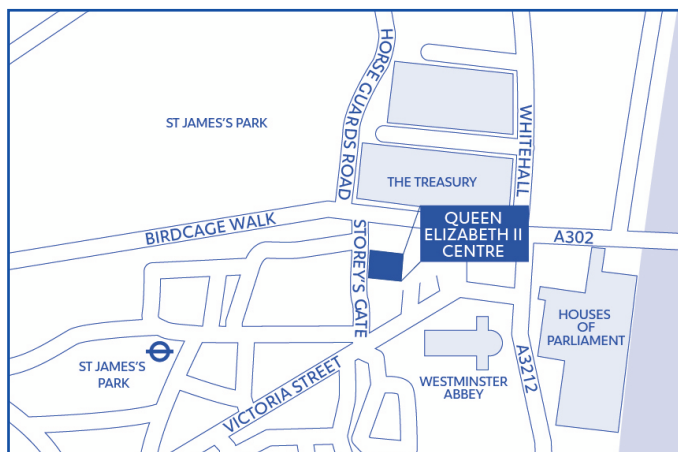 HORSE GUARDS ROAD
WHITEHALL
ST JAMES'S PARK
THE TREASURY
BIRDCAGE WALK
STOREY'S GATE
QUEEN
ELIZABETH II
CENTRE
A302
HOUSES
OF
PARLIAMENT
ST JAMES'S
PARK
VICTORIA STREET
WESTMINSTER
ABBEY
A3212